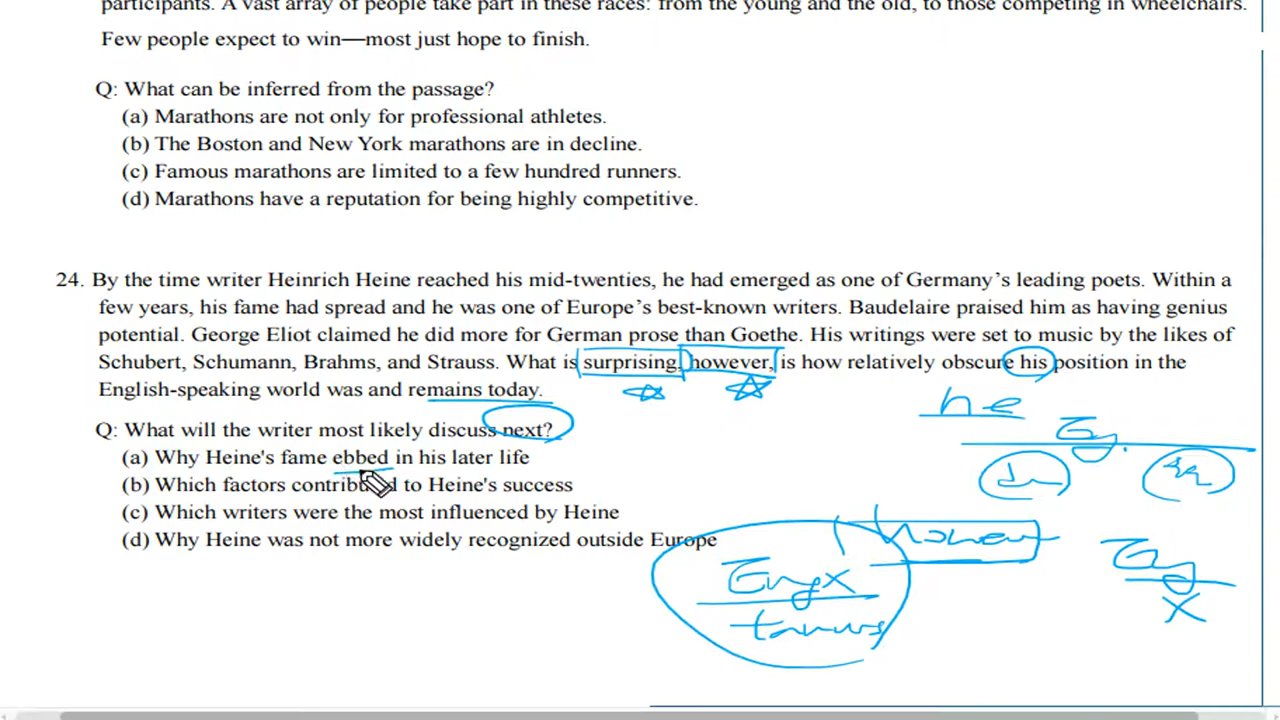 participants. A vast array of people take part in these races: from the young and the old, to those competing in wheelchairs.
Few people expect to win—most just hope to finish.
Q: What can be inferred from the passage?
(a) Marathons are not only for professional athletes.
(b) The Boston and New York marathons are in decline.
(c) Famous marathons are limited to a few hundred runners.
(d) Marathons have a reputation for being highly competitive.
24. By the time writer Heinrich Heine reached his mid-twenties, he had emerged as one of Germany's leading poets. Within a
few years, his fame had spread and he was one of Europe's best-known writers. Baudelaire praised him as having genius
potential. George Eliot claimed he did more for German prose than Goethe. His writings were set to music by the likes of
Schubert, Schumann, Brahms, and Strauss. What is surprising, however, is how relatively obscure his position in the
English-speaking world was and remains today.
he
Q: What will the writer most likely discuss next?
(a) Why Heine's fame ebbed in his later life
(b) Which factors contributed to Heine's success
(c) Which writers were the most influenced by Heine
(d) Why Heine was not more widely recognized outside Europe